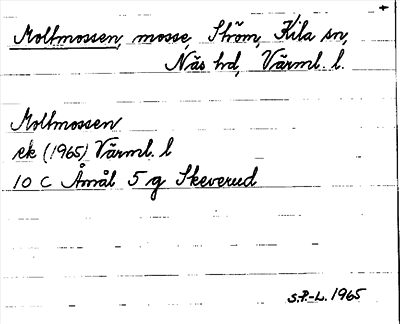 +
Moltmossen, mosse, Ström, Kila sn,
Näs hd, Värml. l.
Moltmossen
ek (1965) Värml. l
10 C Åmål 5 g Skeverud
S.P.-L. 1965